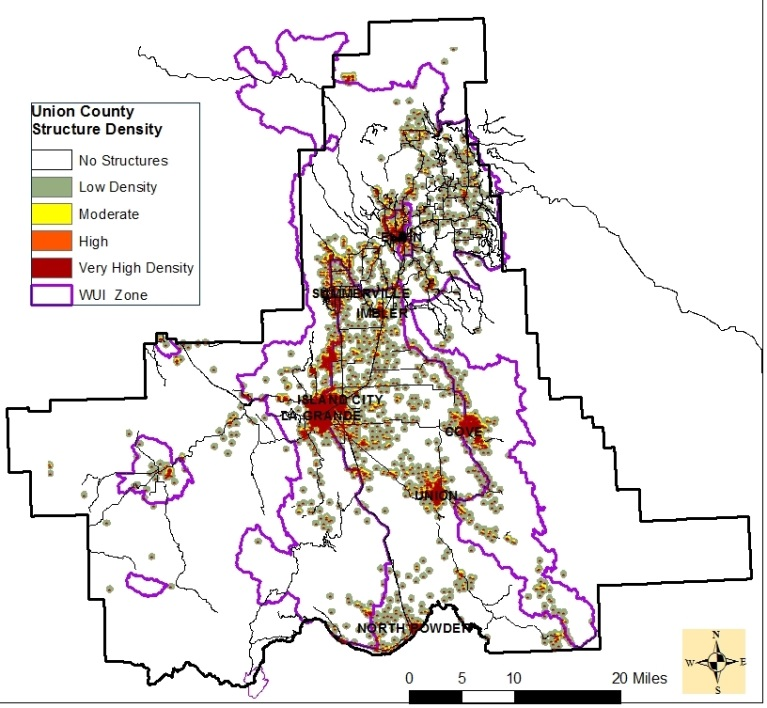 Union County
Structure Density
No Structures
Low Density
Moderate
High
Very High Density
WUI Zone
ELGIN
SUMMERVILLE
IMBLER
ISLAND CITY
LA GRANDE
COVE
UNION
NORTH POWDER
N
W E
S
0 5 10 20 Miles